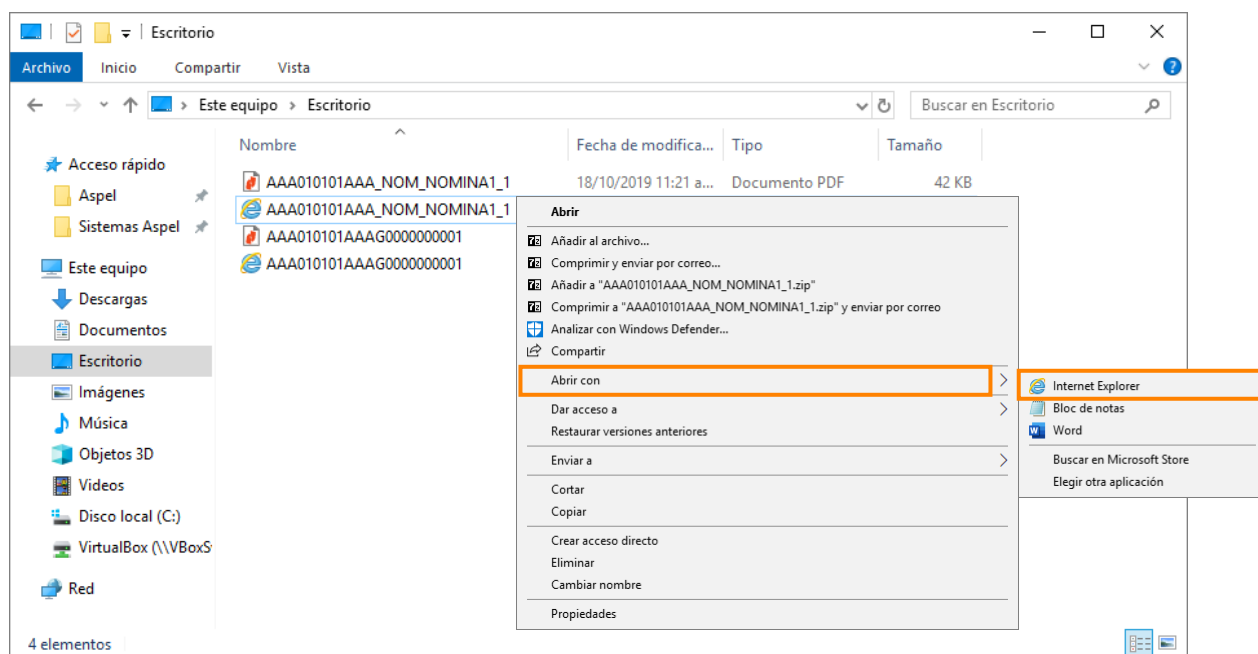 Escritorio
Archivo Inicio Compartir Vista
Este equipo > Escritorio Buscar en Escritorio
Nombre Fecha de modifica... Tipo Tamaño
Acceso rápido
Aspel
Sistemas Aspel
Este equipo
Descargas
Documentos
Escritorio
Imágenes
Música
Objetos 3D
Videos
Disco local (C:)
VirtualBox (\\VBoxS
Red
AAA010101AAA_NOM_NOMINA1_1 18/10/2019 11:21 a... Documento PDF 42 KB
AAA010101AAA_NOM_NOMINA1_1
AAA010101AAAG0000000001
AAA010101AAAG0000000001
Abrir
Añadir al archivo...
Comprimir y enviar por correo...
Añadir a "AAA010101AAA_NOM_NOMINA1_1.zip"
Comprimir a "AAA010101AAA_NOM_NOMINA1_1.zip" y enviar por correo
Analizar con Windows Defender...
Compartir
Abrir con
Dar acceso a
Restaurar versiones anteriores
Enviar a
Cortar
Copiar
Crear acceso directo
Eliminar
Cambiar nombre
Propiedades
Internet Explorer
Bloc de notas
Word
Buscar en Microsoft Store
Elegir otra aplicación
4 elementos